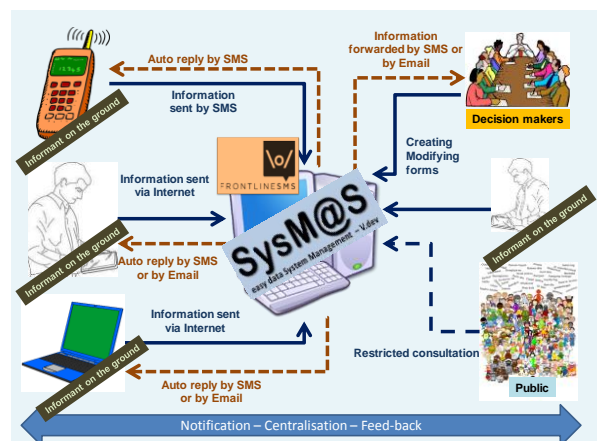 Auto reply by SMS
Information
sent by SMS
Informant on the ground
Information
forwarded by SMS or
by Email
Decision makers
Creating
Modifying
forms
\o/
FRONTLINESMS
SysM@S
easy data System Management – V.dev
Information sent
via Internet
Informant on the ground
Auto reply by SMS
or by Email
Informant on the ground
Information sent
via Internet
Informant on the ground
Auto reply by SMS
or by Email
Restricted consultation
Public
Notification – Centralisation – Feed-back